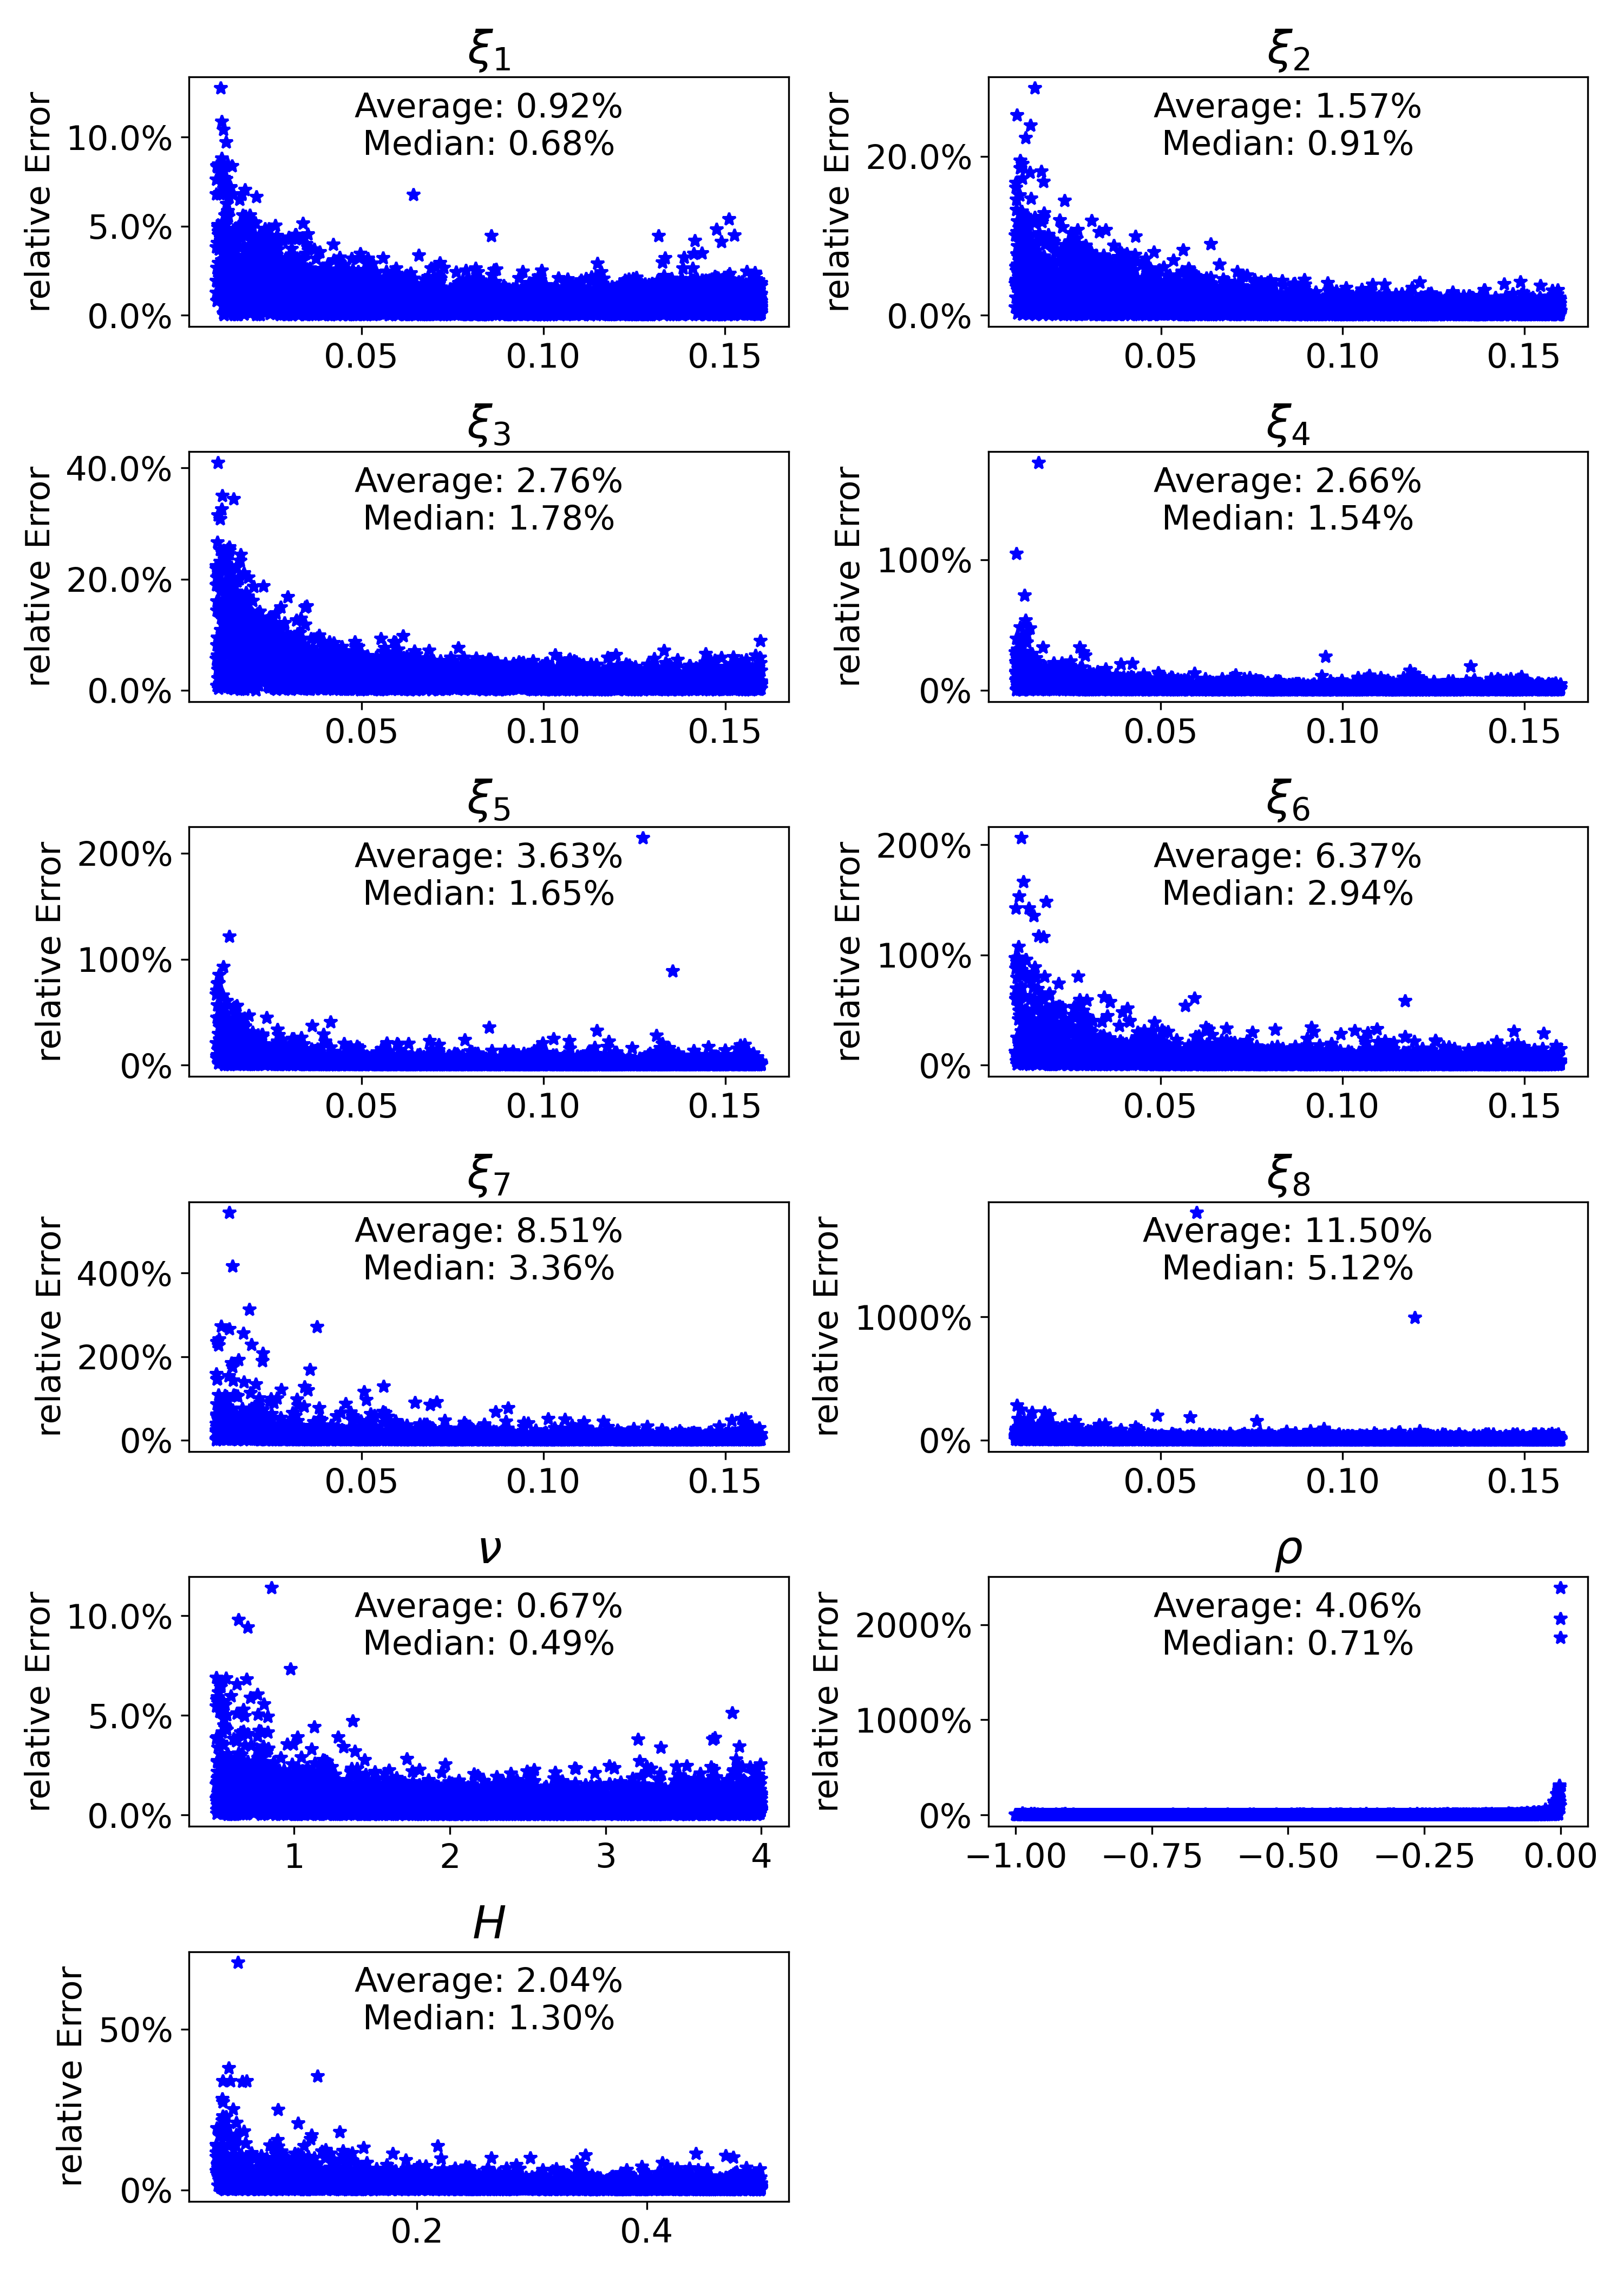 ξ1
relative Error
10.0%
5.0%
0.0%
Average: 0.92%
Median: 0.68%
0.05 0.10 0.15
ξ2
relative Error
20.0%
0.0%
Average: 1.57%
Median: 0.91%
0.05 0.10 0.15
ξ3
relative Error
40.0%
20.0%
0.0%
Average: 2.76%
Median: 1.78%
0.05 0.10 0.15
ξ4
relative Error
100%
0%
Average: 2.66%
Median: 1.54%
0.05 0.10 0.15
ξ5
relative Error
200%
100%
0%
Average: 3.63%
Median: 1.65%
0.05 0.10 0.15
ξ6
relative Error
200%
100%
0%
Average: 6.37%
Median: 2.94%
0.05 0.10 0.15
ξ7
relative Error
400%
200%
0%
Average: 8.51%
Median: 3.36%
0.05 0.10 0.15
ξ8
relative Error
1000%
0%
Average: 11.50%
Median: 5.12%
0.05 0.10 0.15
ν
relative Error
10.0%
5.0%
0.0%
Average: 0.67%
Median: 0.49%
1 2 3 4
ρ
relative Error
2000%
1000%
0%
Average: 4.06%
Median: 0.71%
−1.00 −0.75 −0.50 −0.25 0.00
H
relative Error
50%
0%
Average: 2.04%
Median: 1.30%
0.2 0.4